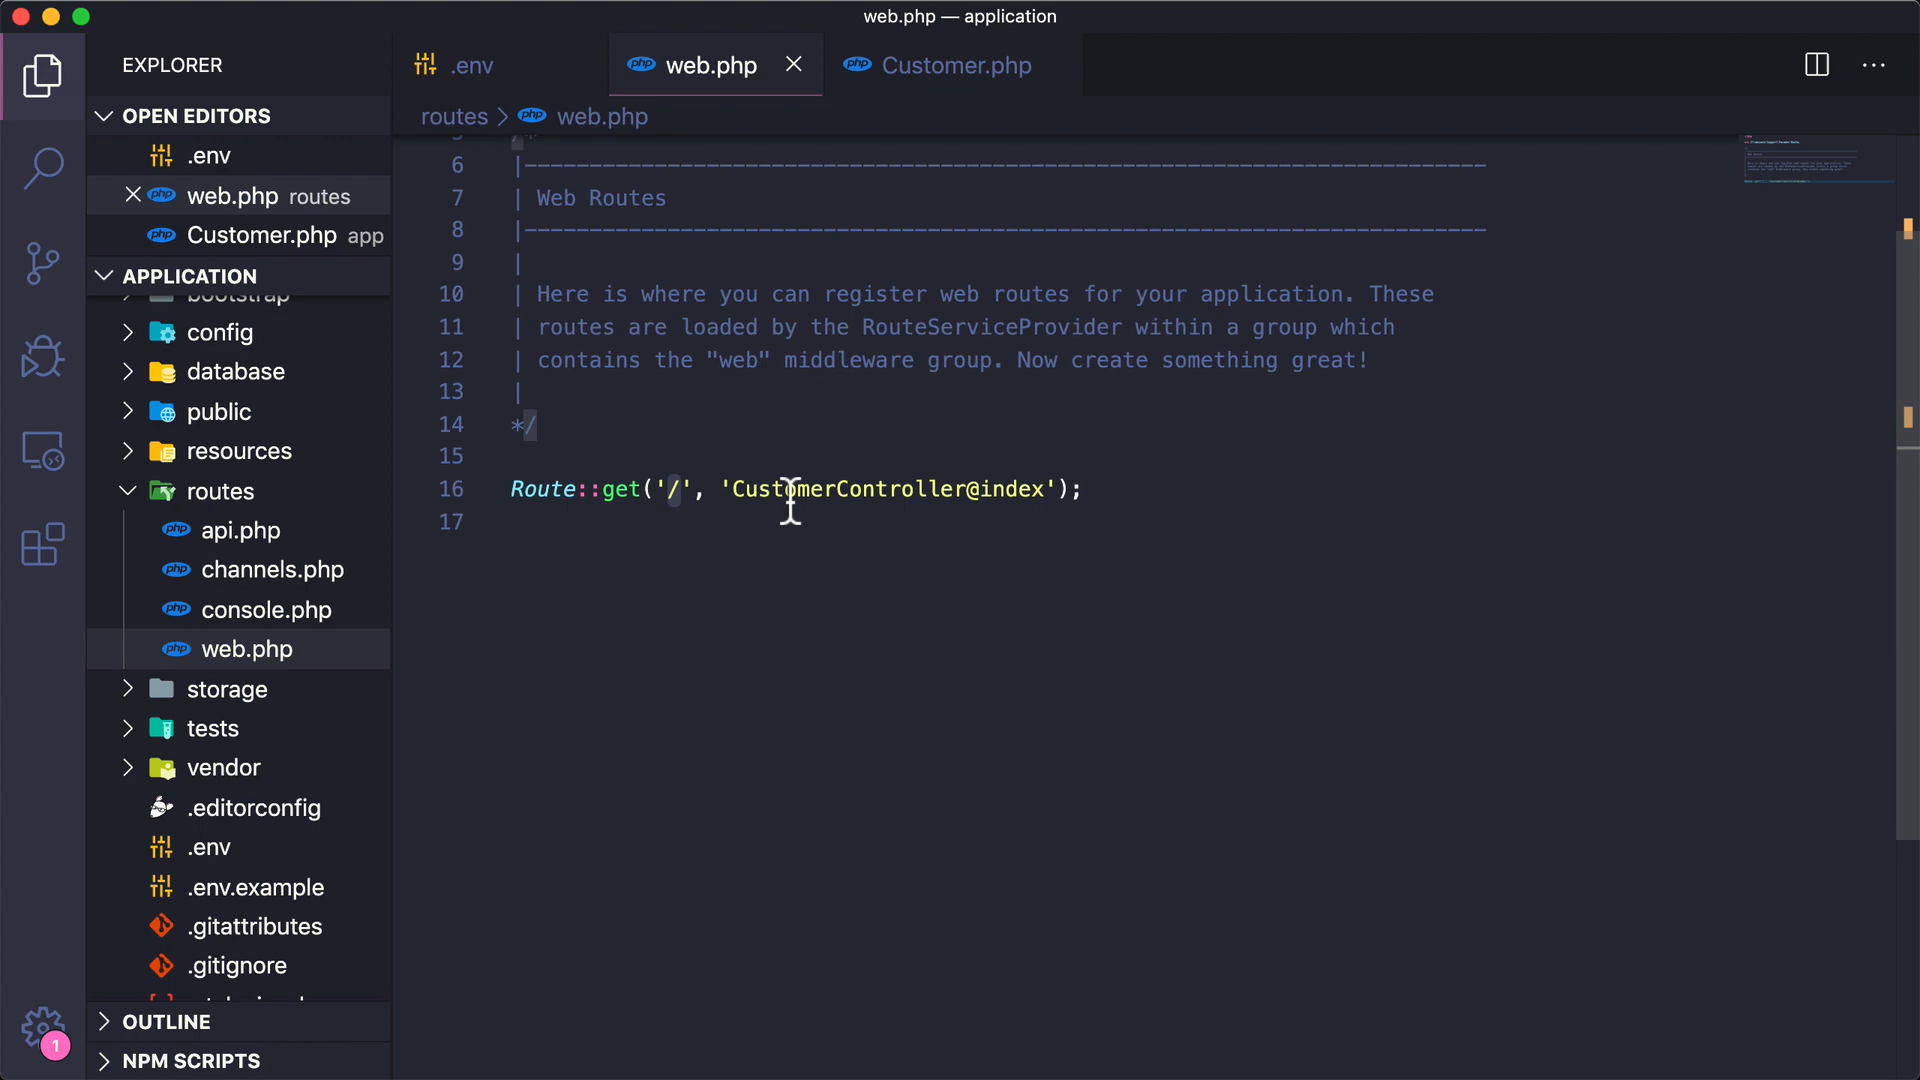 web.php — application
EXPLORER
OPEN EDITORS
.env
web.php routes
Customer.php app
APPLICATION
bootstrap
config
database
public
resources
routes
api.php
channels.php
console.php
web.php
storage
tests
vendor
.editorconfig
.env
.env.example
.gitattributes
.gitignore
OUTLINE
NPM SCRIPTS
1
.env
php web.php
php Customer.php
routes > php web.php
6 |--------------------------------------------------------------------------
7 | Web Routes
8 |--------------------------------------------------------------------------
9 |
10 | Here is where you can register web routes for your application. These
11 | routes are loaded by the RouteServiceProvider within a group which
12 | contains the "web" middleware group. Now create something great!
13 |
14 */
15
16 Route::get('/', 'CustomerController@index');
17